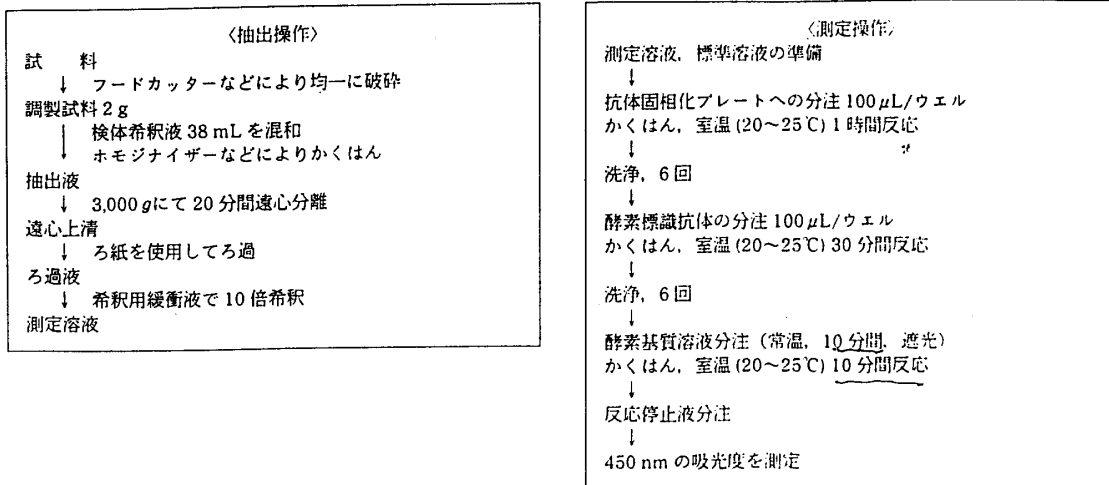 〈抽出操作〉
試　料
↓ フードカッターなどにより均一に破砕
調製試料 2 g
検体希釈液 38 mL を混和
↓ ホモジナイザーなどによりかくはん
抽出液
↓ 3,000 gにて 20 分間遠心分離
遠心上清
↓ ろ紙を使用してろ過
ろ過液
↓ 希釈用緩衝液で 10 倍希釈
測定溶液
〈測定操作〉
測定溶液, 標準溶液の準備
↓
抗体固相化プレートへの分注 100 μL/ウエル
かくはん, 室温 (20～25℃) 1 時間反応
↓
洗浄, 6 回
↓
酵素標識抗体の分注 100 μL/ウエル
かくはん, 室温 (20～25℃) 30 分間反応
↓
洗浄, 6 回
↓
酵素基質溶液分注（常温, 10 分間, 遮光）
かくはん, 室温 (20～25℃) 10 分間反応
↓
反応停止液分注
↓
450 nm の吸光度を測定